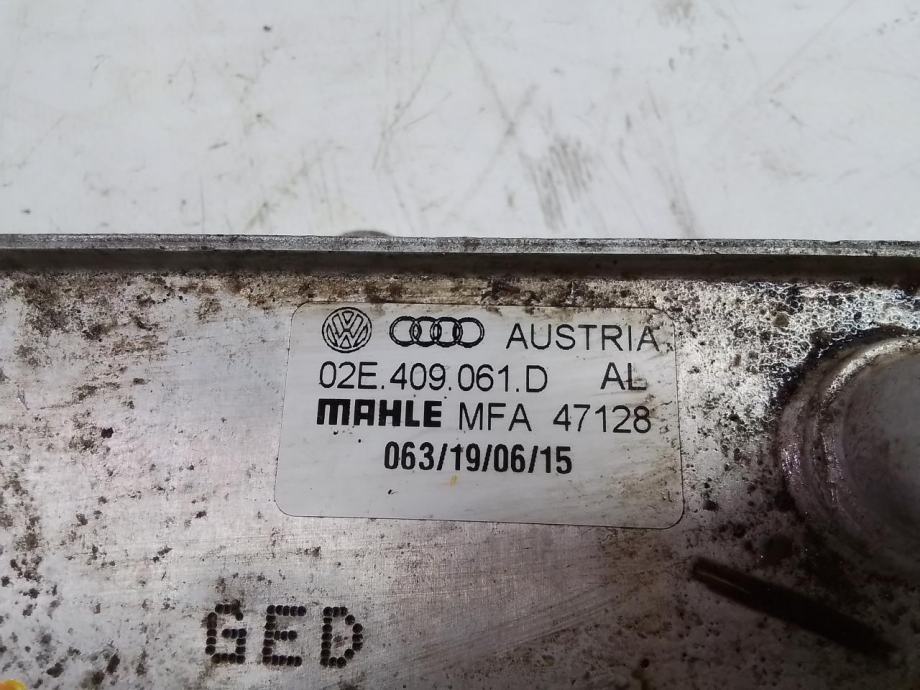 AUSTRIA
02E.409.061.D AL
MAHLE MFA 47128
063/19/06/15
GED